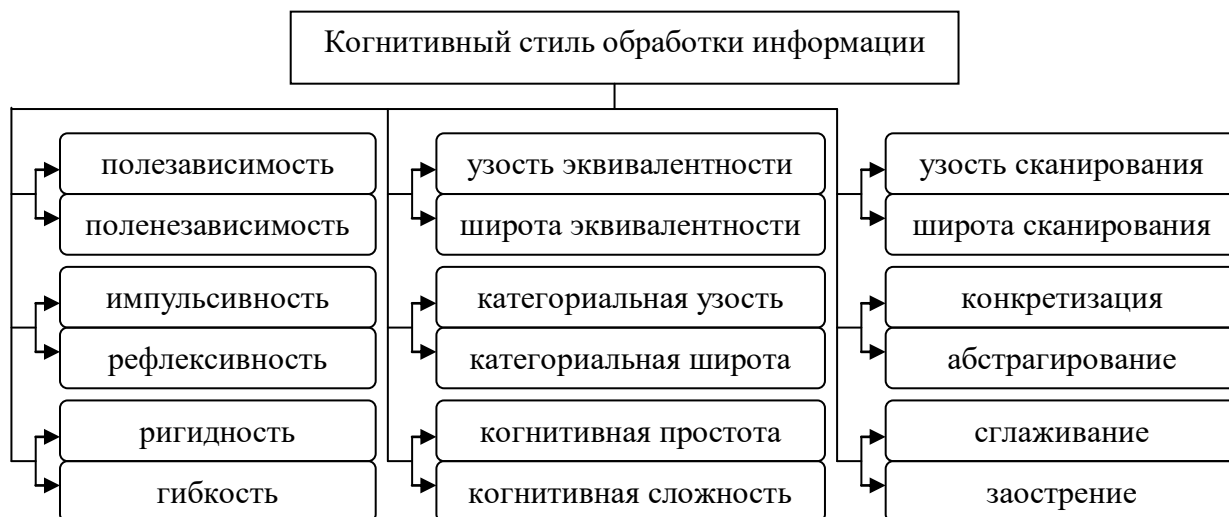 Когнитивный стиль обработки информации
полезависимость
поленезависимость
импульсивность
рефлексивность
ригидность
гибкость
узость эквивалентности
широта эквивалентности
категориальная узость
категориальная широта
когнитивная простота
когнитивная сложность
узость сканирования
широта сканирования
конкретизация
абстрагирование
сглаживание
заострение